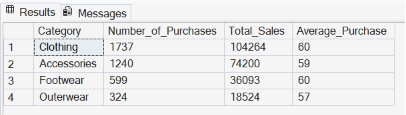 Results Messages
Category Number_of_Purchases Total_Sales Average_Purchase
1 Clothing 1737 104264 60
2 Accessories 1240 74200 59
3 Footwear 599 36093 60
4 Outerwear 324 18524 57